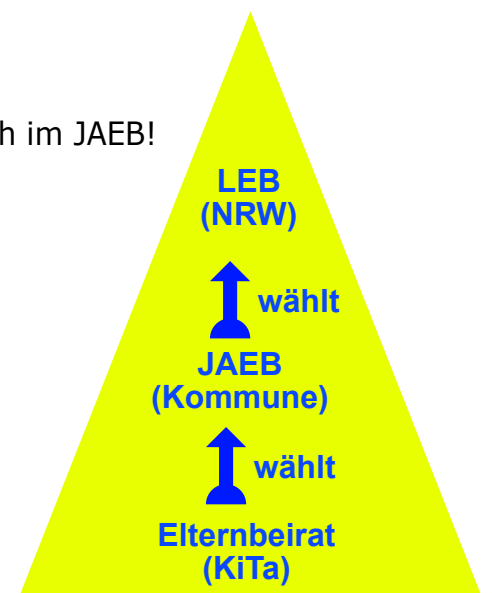 h im JAEB!
LEB
(NRW)
wählt
JAEB
(Kommune)
wählt
Elternbeirat
(KiTa)